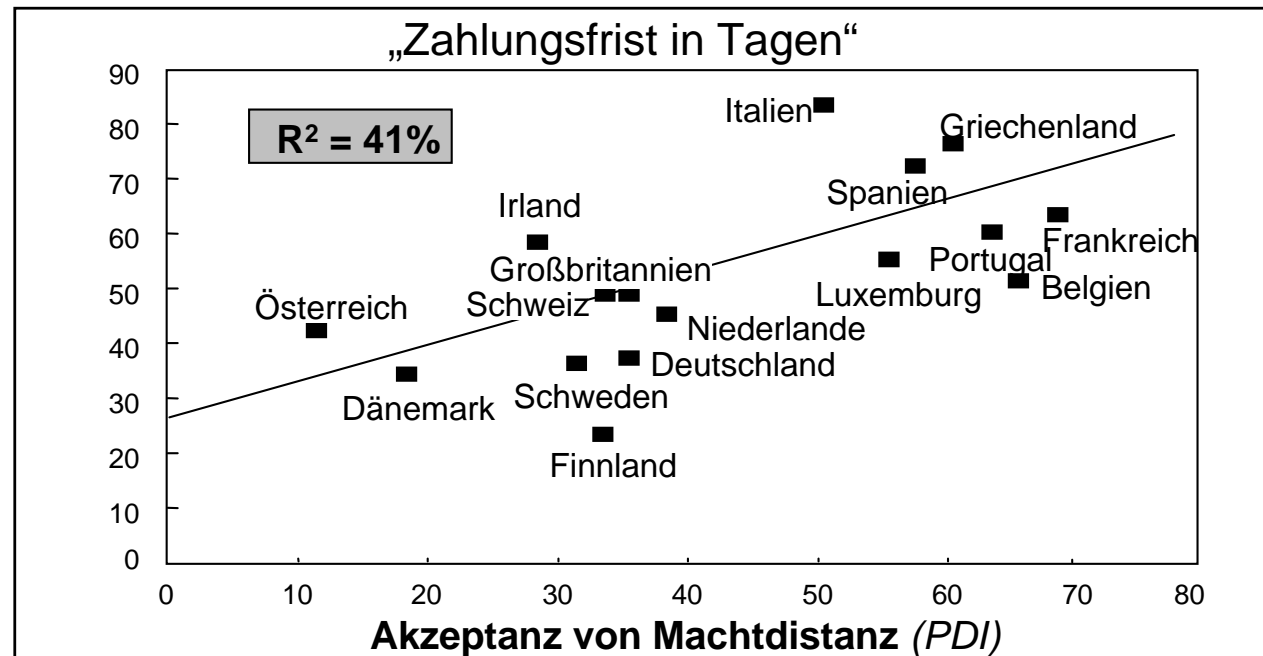 „Zahlungsfrist in Tagen“
90
80
70
60
50
40
30
20
10
0
R² = 41%
Italien
Griechenland
Spanien
Irland
Frankreich
Portugal
Großbritannien
Luxemburg
Belgien
Schweiz
Österreich
Niederlande
Deutschland
Dänemark
Schweden
Finnland
0 10 20 30 40 50 60 70 80
Akzeptanz von Machtdistanz (PDI)